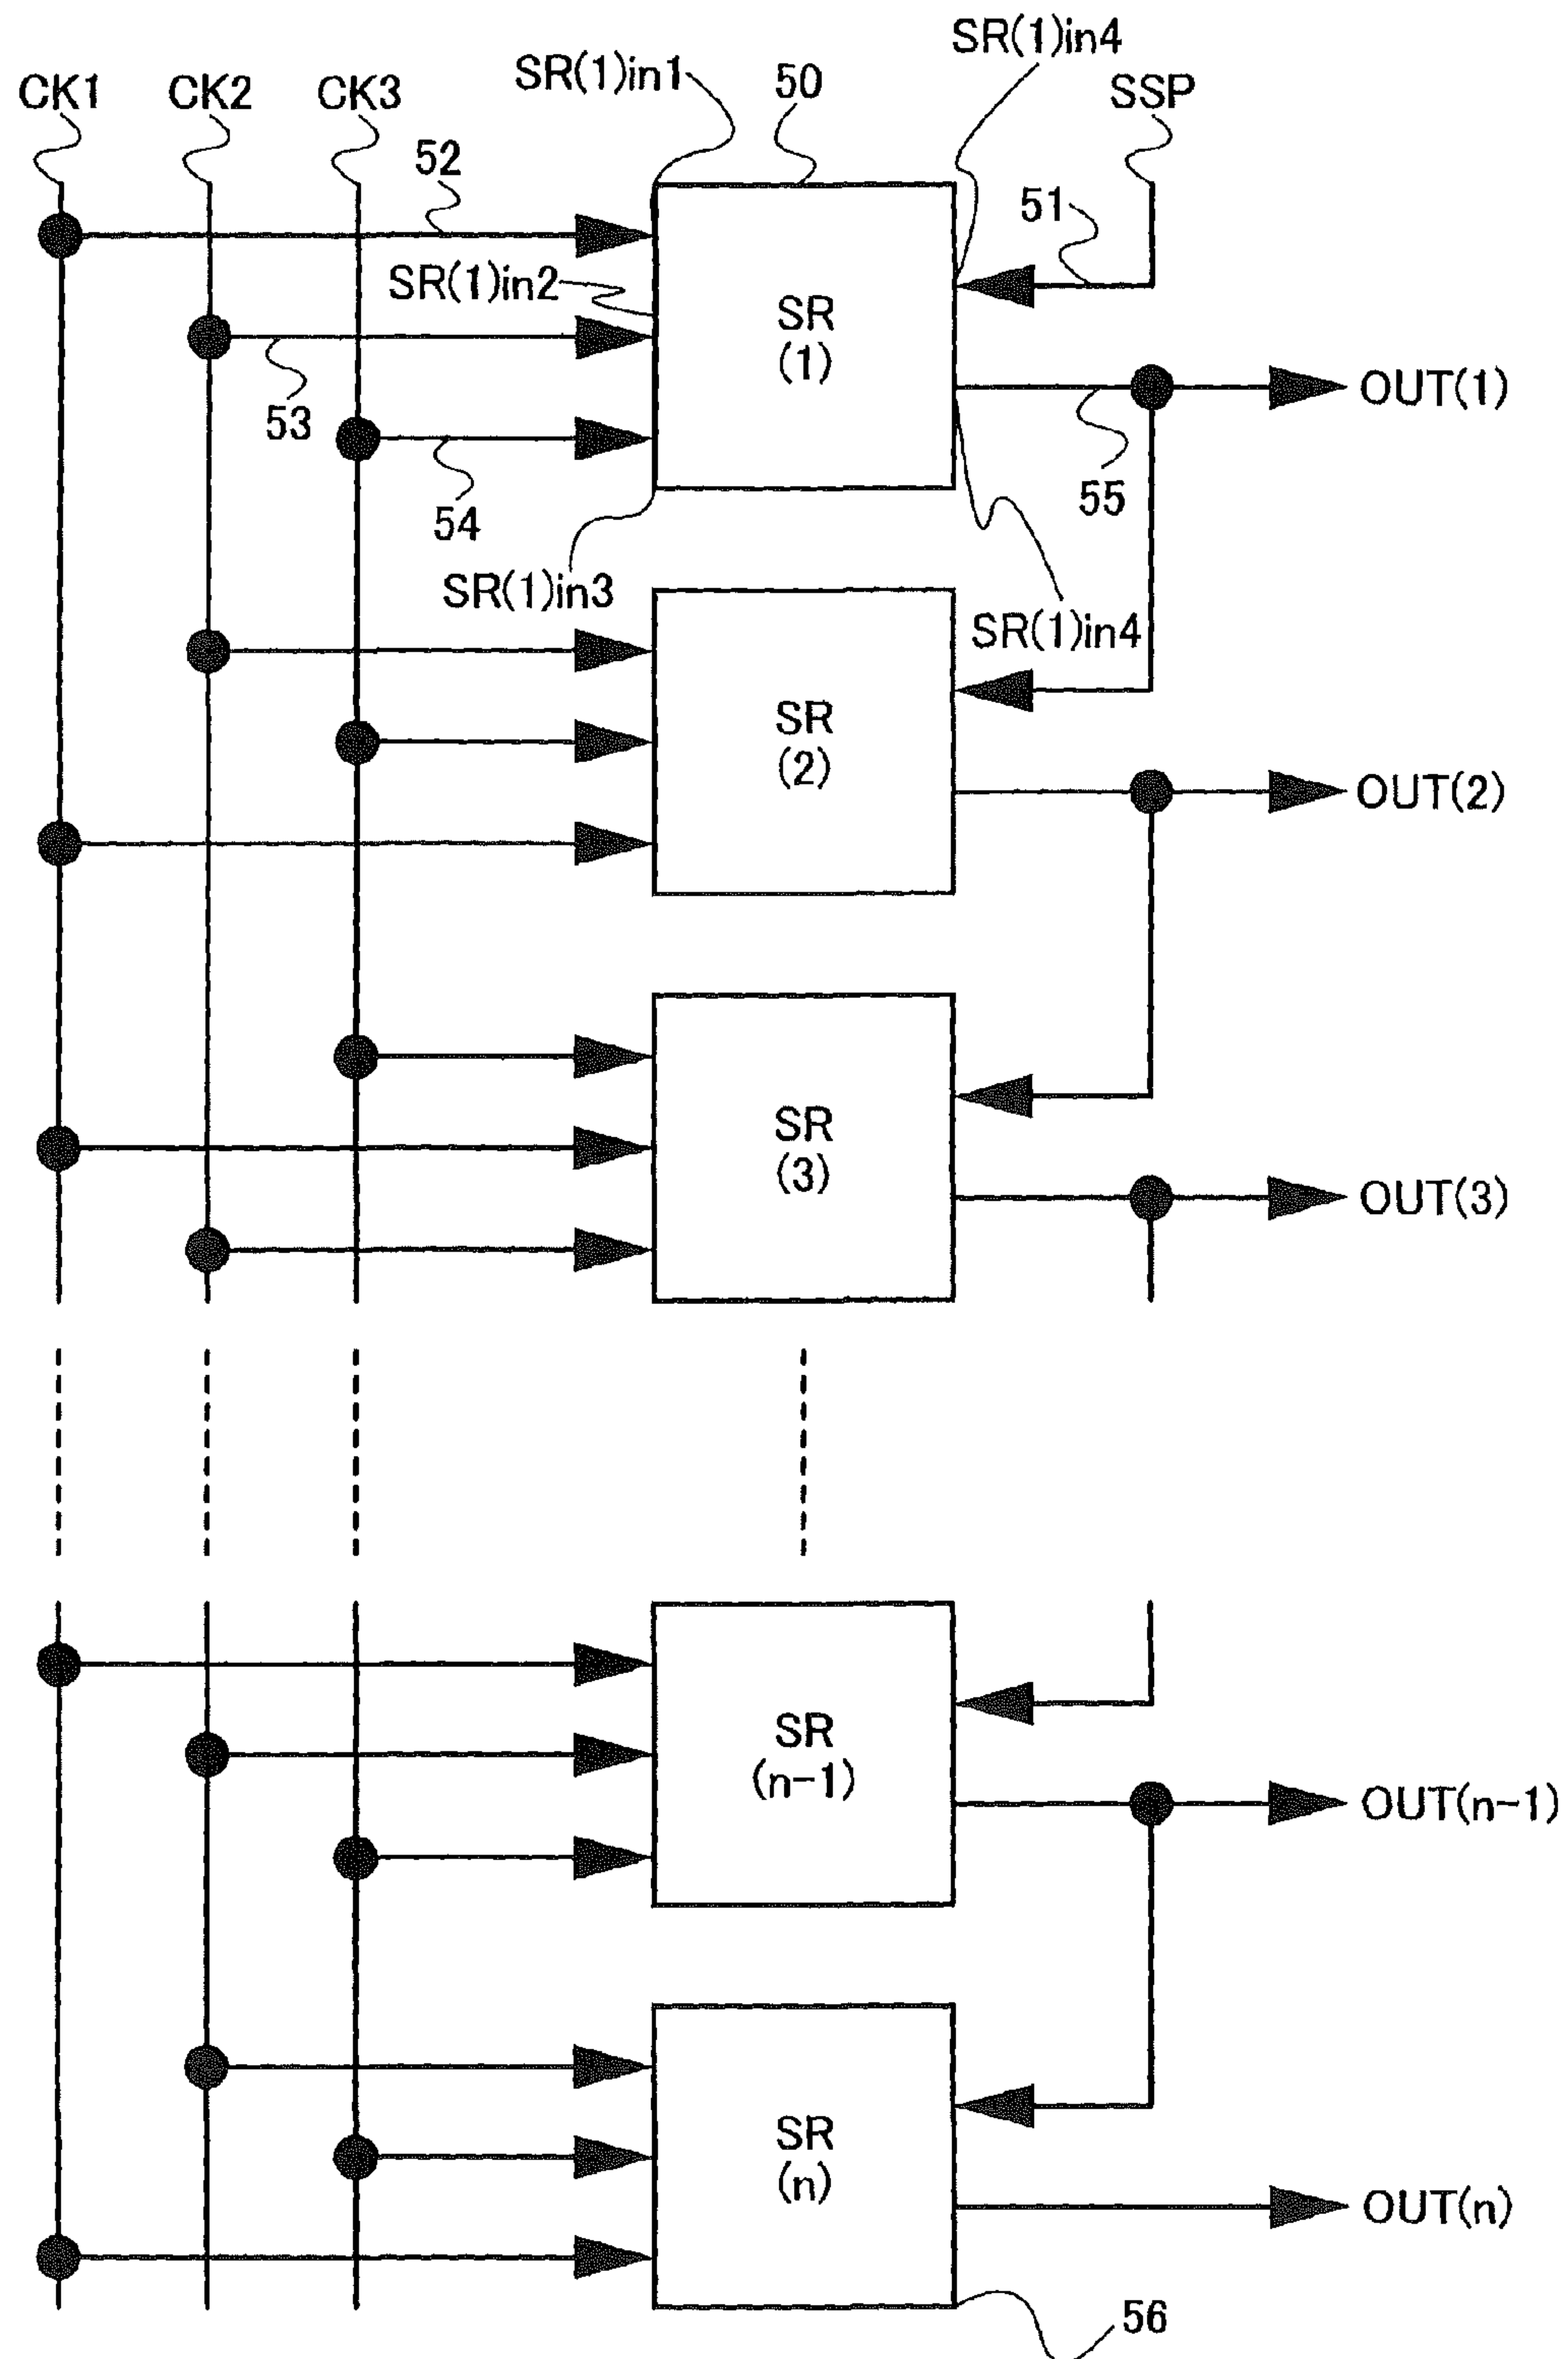 SR(1)in4
SR(1)in1
50
CK1
CK2
CK3
SSP
52
51
SR(1)in2
SR
(1)
OUT(1)
53
54
55
SR(1)in3
SR(1)in4
SR
(2)
OUT(2)
SR
(3)
OUT(3)
SR
(n-1)
OUT(n-1)
SR
(n)
OUT(n)
56